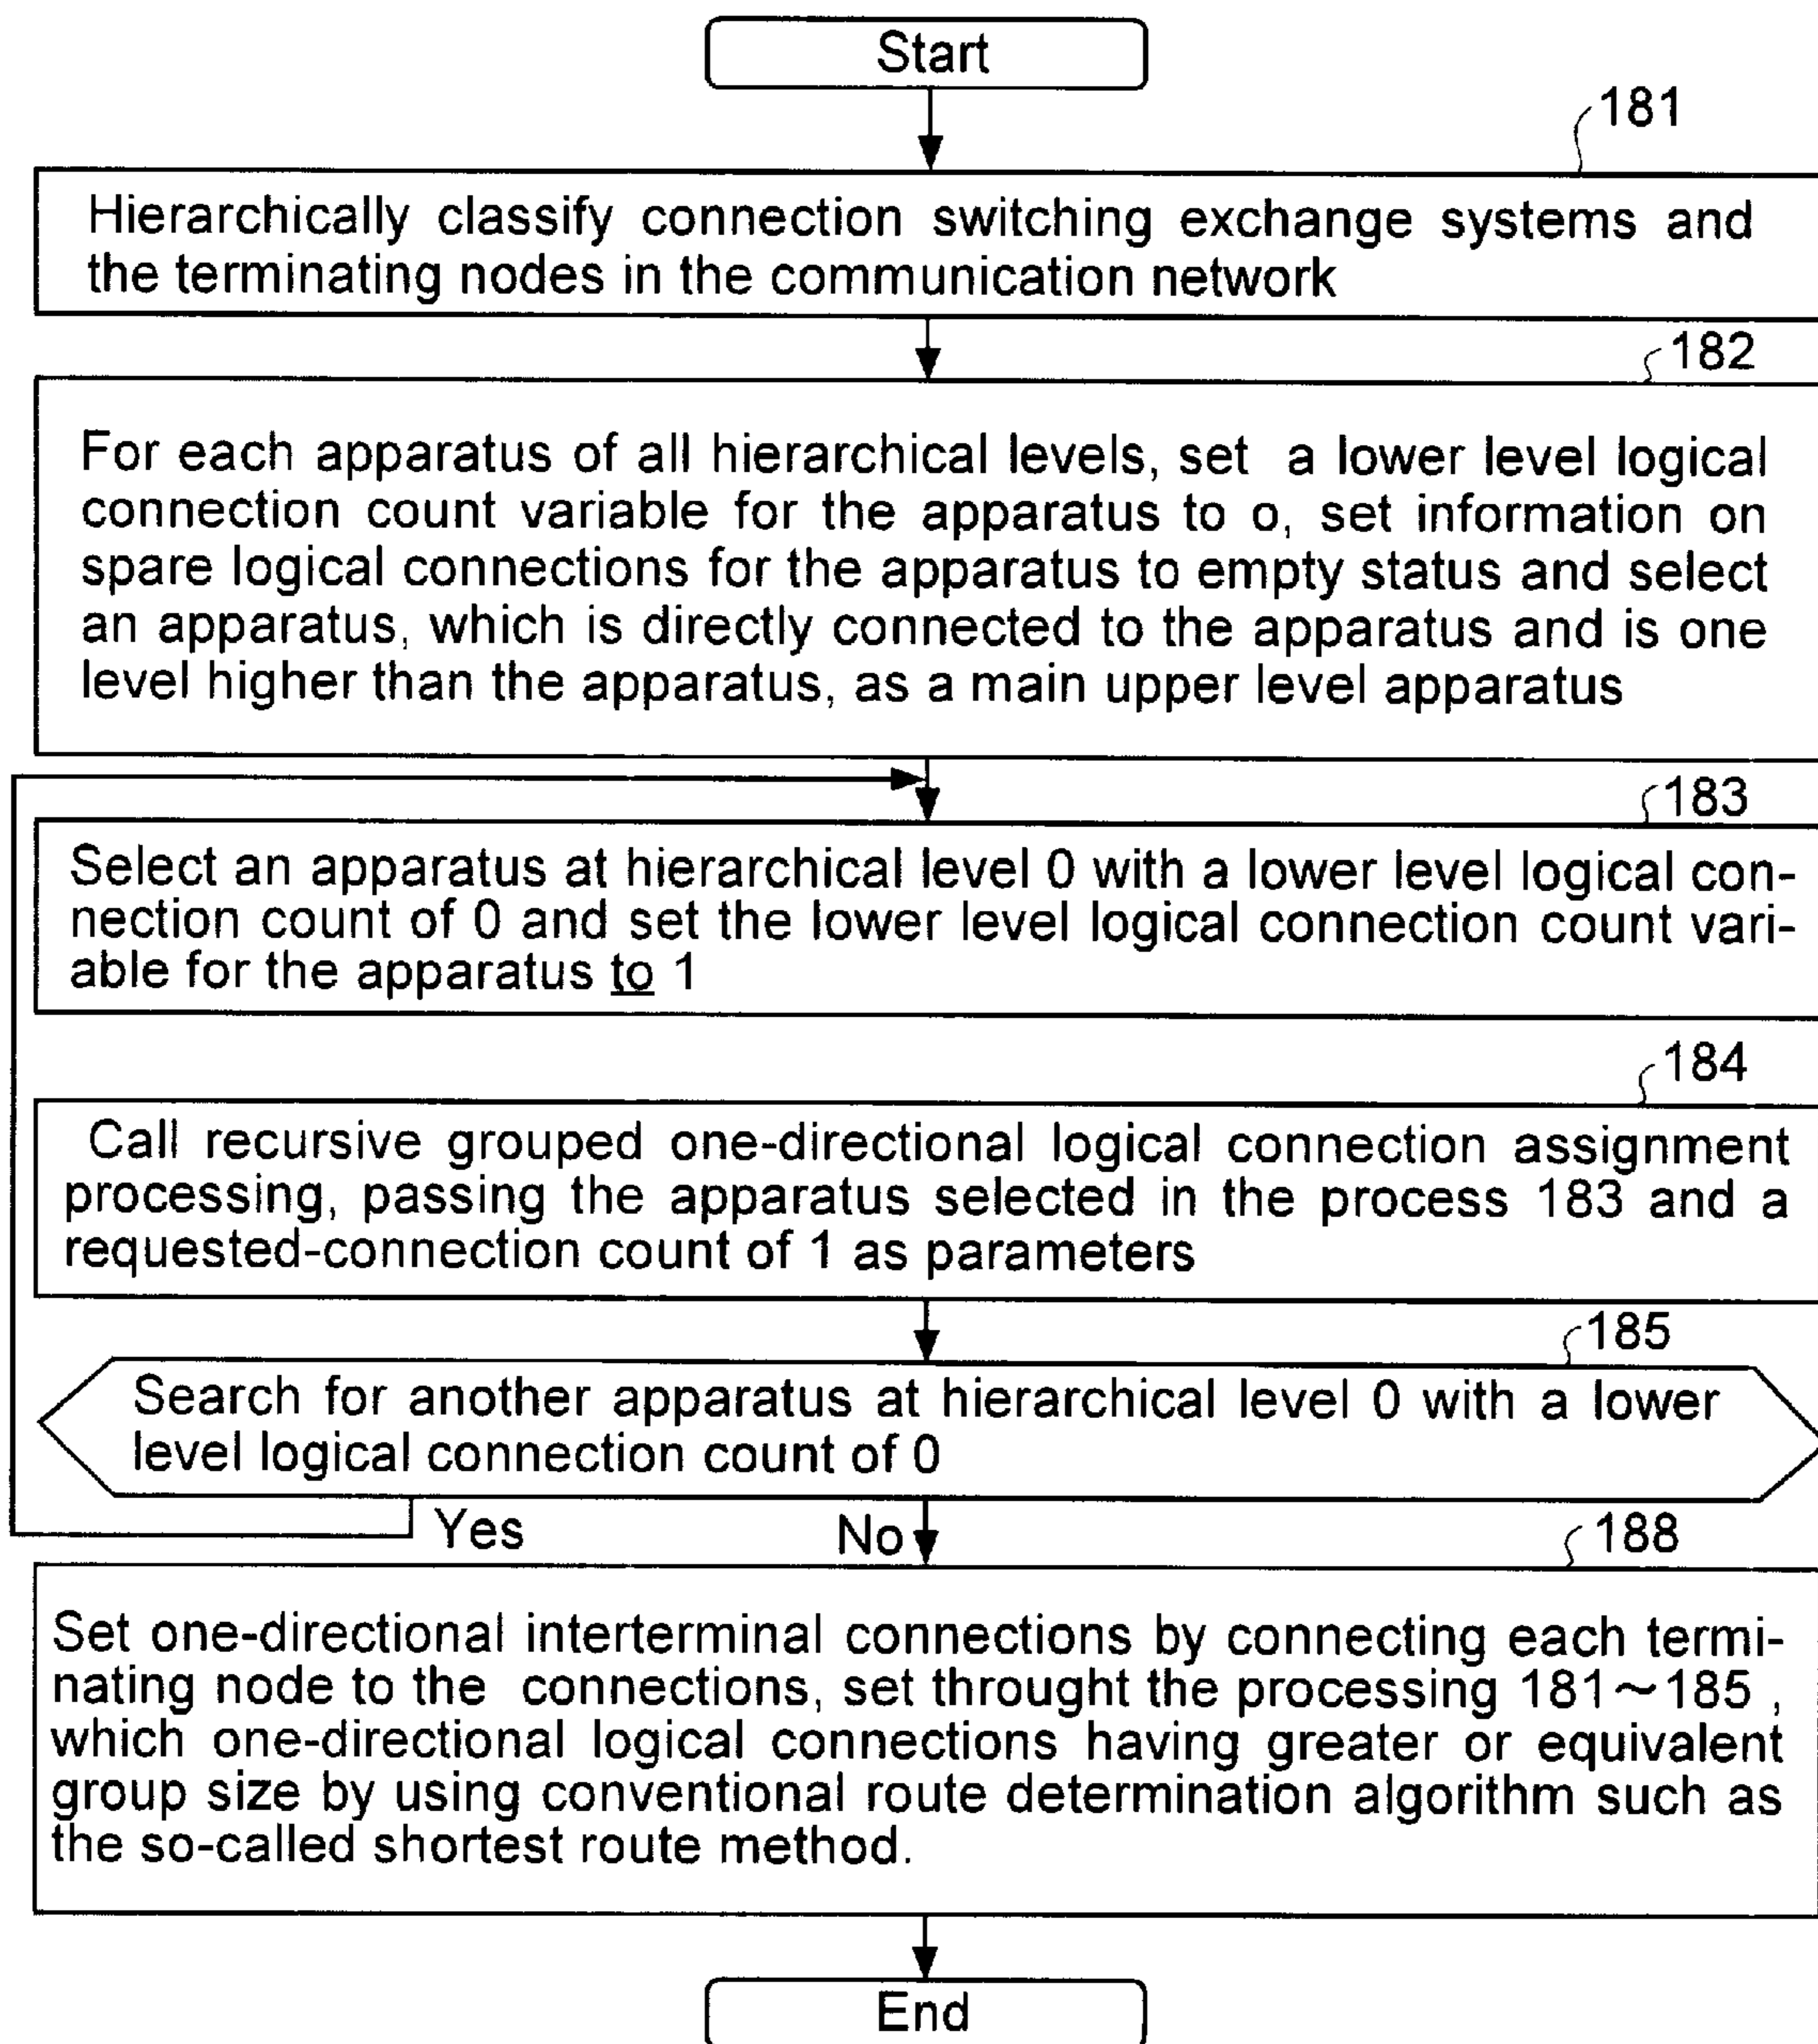 Start
181
Hierarchically classify connection switching exchange systems and
the terminating nodes in the communication network
182
For each apparatus of all hierarchical levels, set a lower level logical
connection count variable for the apparatus to o, set information on
spare logical connections for the apparatus to empty status and select
an apparatus, which is directly connected to the apparatus and is one
level higher than the apparatus, as a main upper level apparatus
183
Select an apparatus at hierarchical level 0 with a lower level logical con-
nection count of 0 and set the lower level logical connection count vari-
able for the apparatus to 1
184
Call recursive grouped one-directional logical connection assignment
processing, passing the apparatus selected in the process 183 and a
requested-connection count of 1 as parameters
185
Search for another apparatus at hierarchical level 0 with a lower
level logical connection count of 0
Yes
No
188
Set one-directional interterminal connections by connecting each termi-
nating node to the connections, set throught the processing 181~185 ,
which one-directional logical connections having greater or equivalent
group size by using conventional route determination algorithm such as
the so-called shortest route method.
End